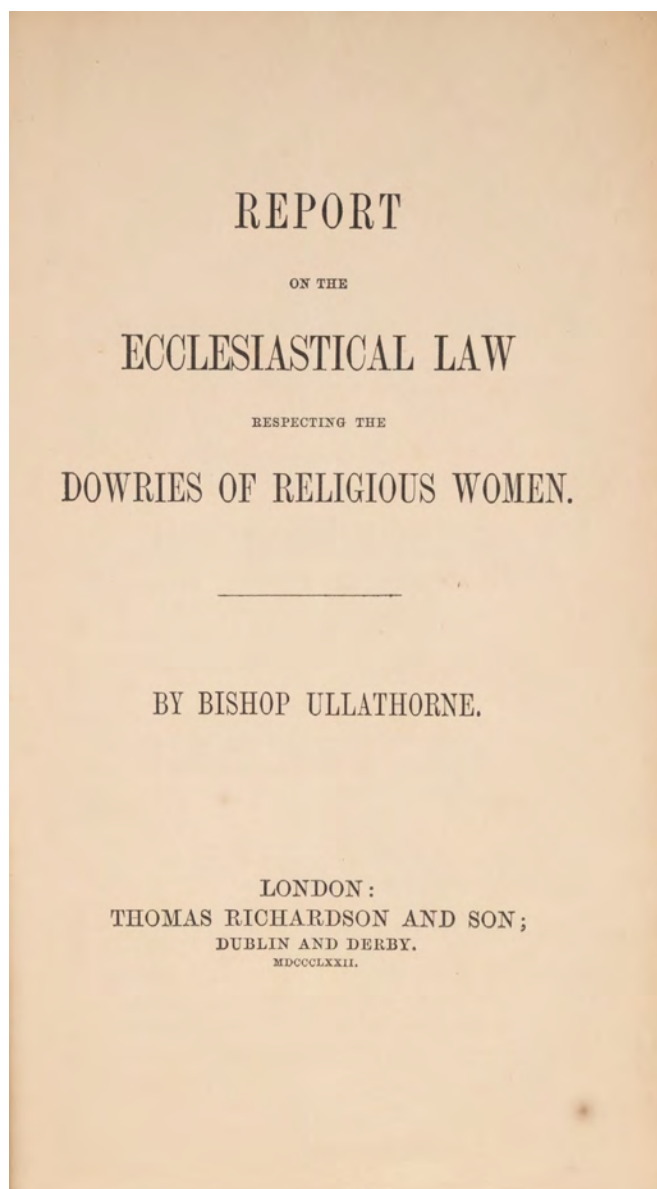 REPORT
ON THE
ECCLESIASTICAL LAW
RESPECTING THE
DOWRIES OF RELIGIOUS WOMEN.
BY BISHOP ULLATHORNE.
LONDON:
THOMAS RICHARDSON AND SON;
DUBLIN AND DERBY.
MDCCCLXXII.